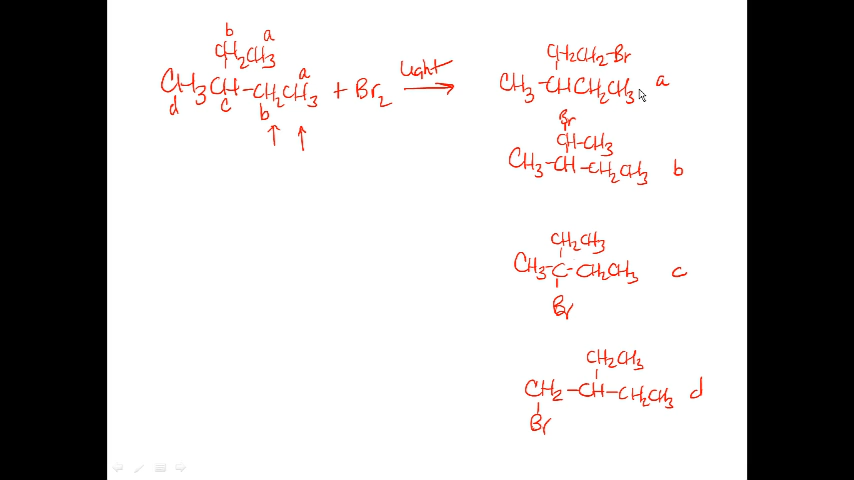 b a
CH2CH3
CH3CH-CH2CH3 + Br2 Light
a
d c b
CH2CH2-Br
CH3-CHCH2CH3 a
Br
CH-CH3
CH3-CH-CH2CH3 b
CH2CH3
CH3-C-CH2CH3 c
Br
CH2CH3
CH2-CH-CH2CH3 d
Br